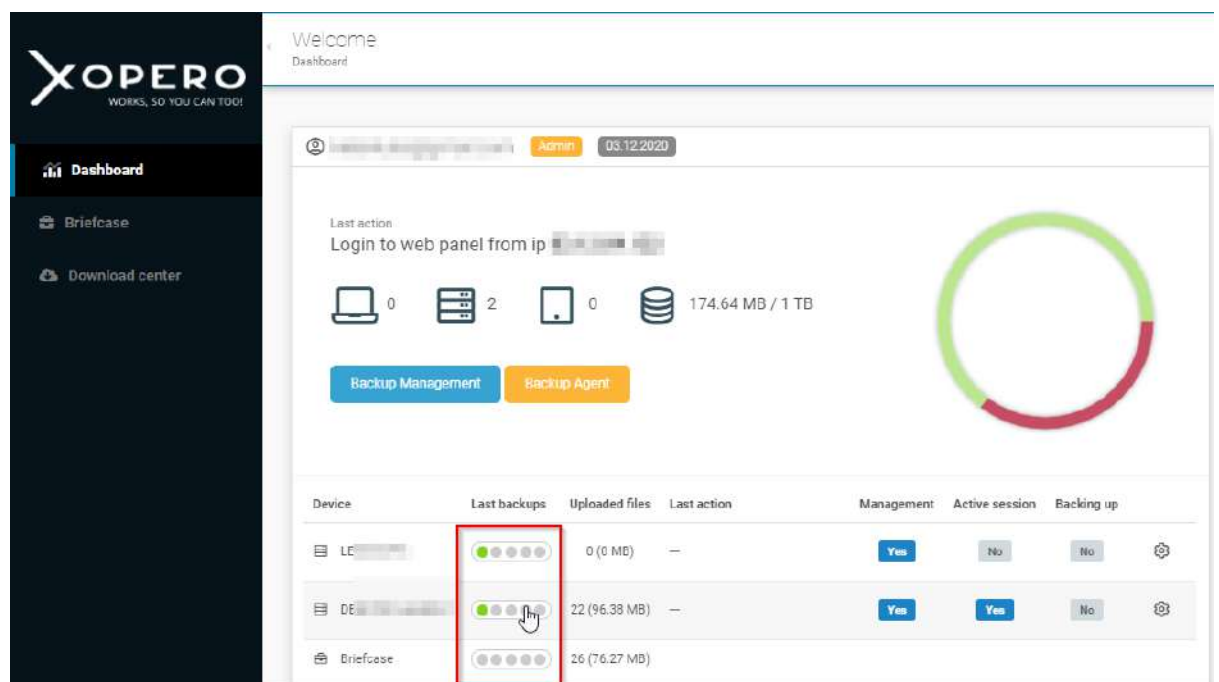 Welcome
Dashboard
XOPERO
WORKS, SO YOU CAN TOO!
Admin 03.12.2020
Dashboard
Briefcase
Download center
Last action
Login to web panel from ip
0 2 0 174.64 MB / 1 TB
Backup Management Backup Agent
Device Last backups Uploaded files Last action Management Active session Backing up
LE 0 (0 MB) — Yes No No
DE 22 (96.38 MB) — Yes Yes No
Briefcase 26 (76.27 MB)